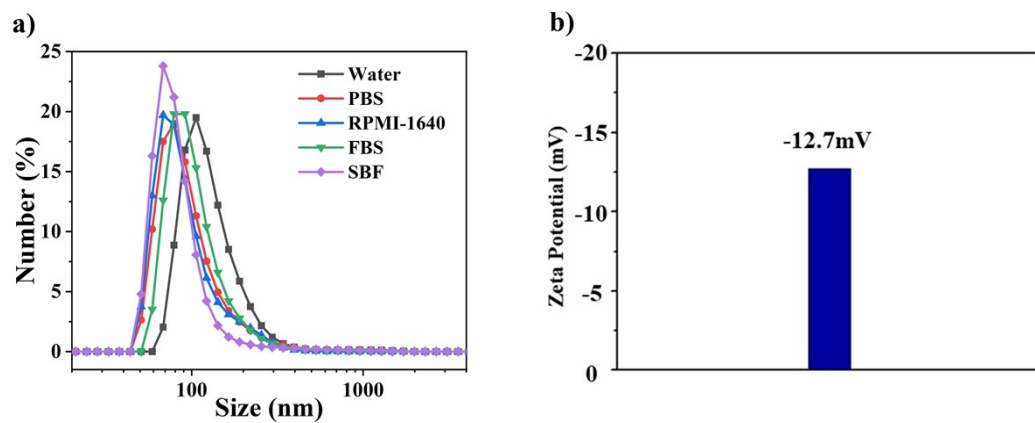 a)
25
20
15
10
5
0
Number (%)
Water
PBS
RPMI-1640
FBS
SBF
100
1000
Size (nm)
b)
-20
-15
-10
-5
0
Zeta Potential (mV)
-12.7mV